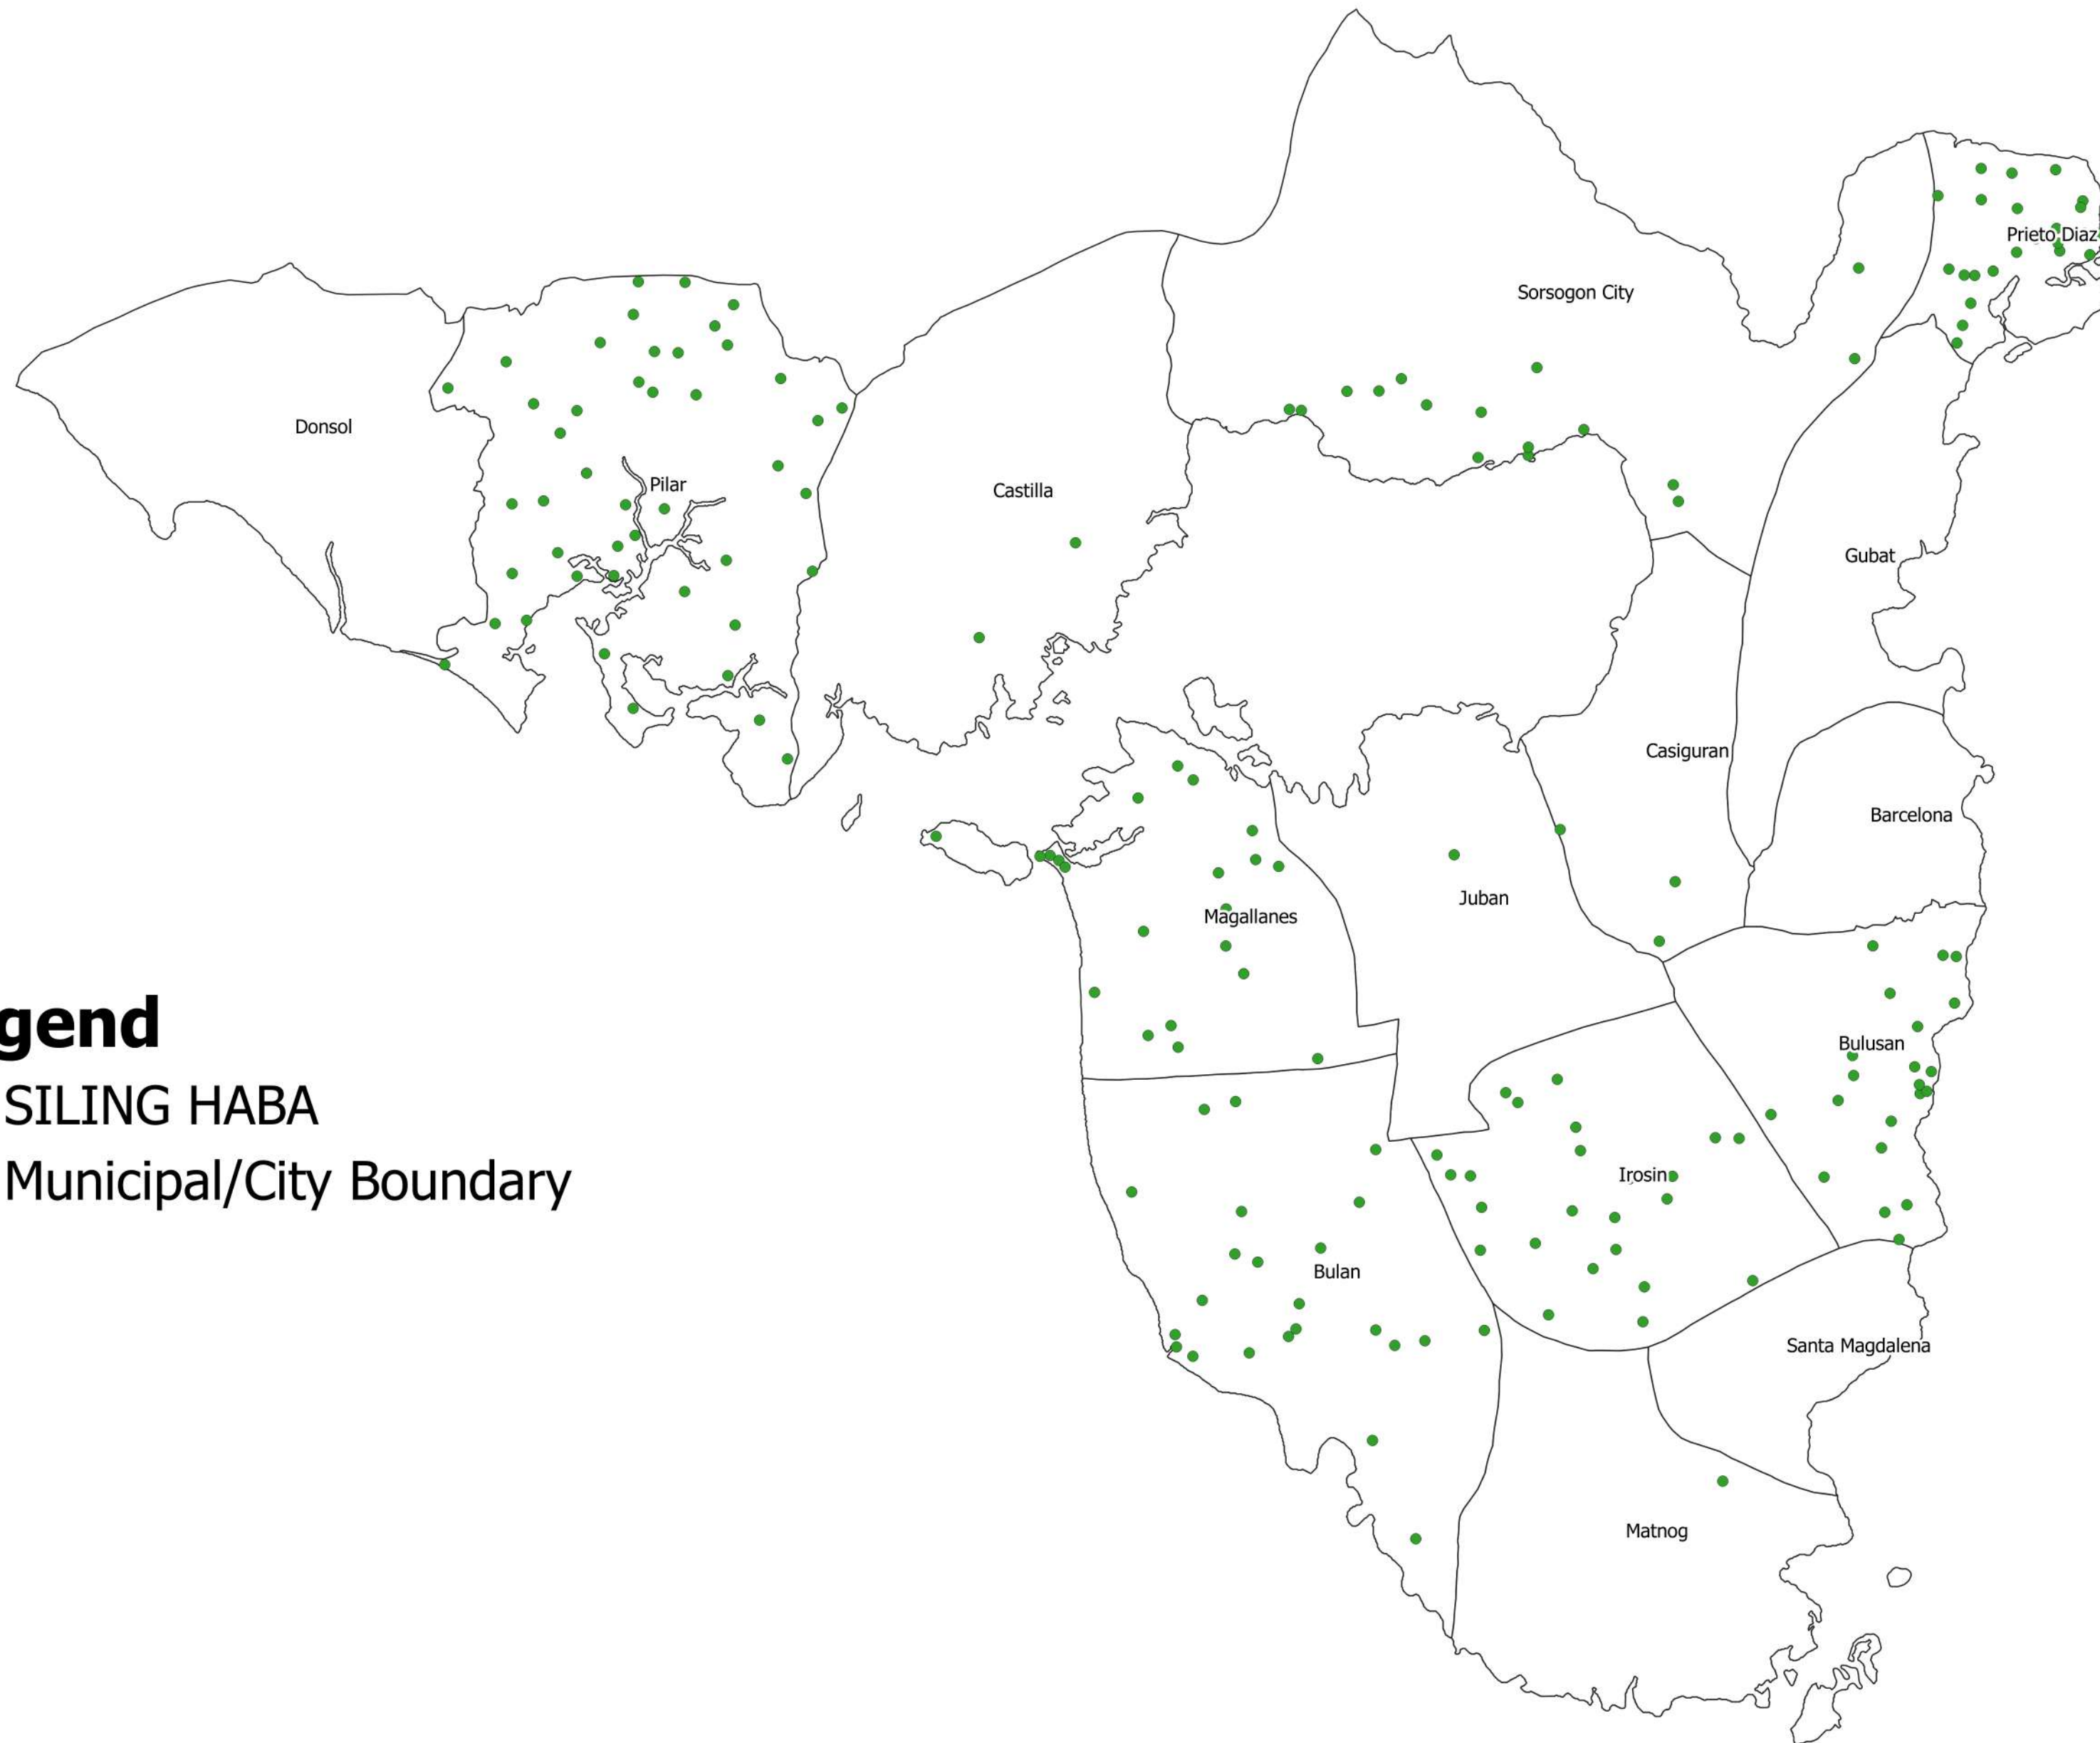 Prieto Diaz
Sorsogon City
Donsol
Pilar
Castilla
Gubat
Casiguran
Barcelona
Juban
Magallanes
gend
Bulusan
SILING HABA
Municipal/City Boundary
Irosin
Bulan
Santa Magdalena
Matnog